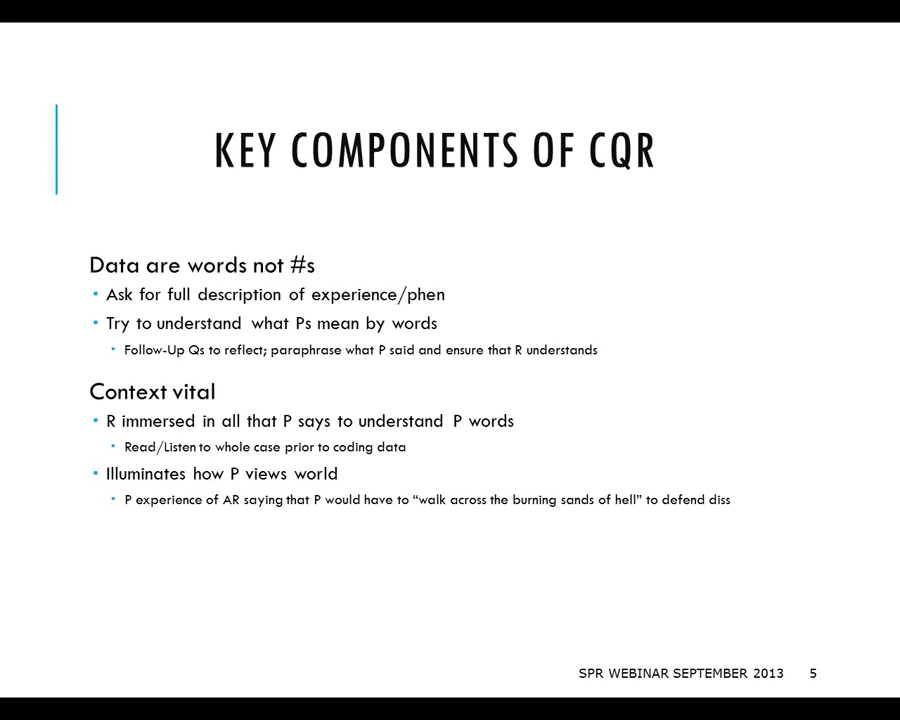 KEY COMPONENTS OF CQR
Data are words not #s
▪ Ask for full description of experience/phen
▪ Try to understand what Ps mean by words
▪ Follow-Up Qs to reflect; paraphrase what P said and ensure that R understands
Context vital
▪ R immersed in all that P says to understand P words
▪ Read/Listen to whole case prior to coding data
▪ Illuminates how P views world
▪ P experience of AR saying that P would have to “walk across the burning sands of hell” to defend diss
SPR WEBINAR SEPTEMBER 2013 5